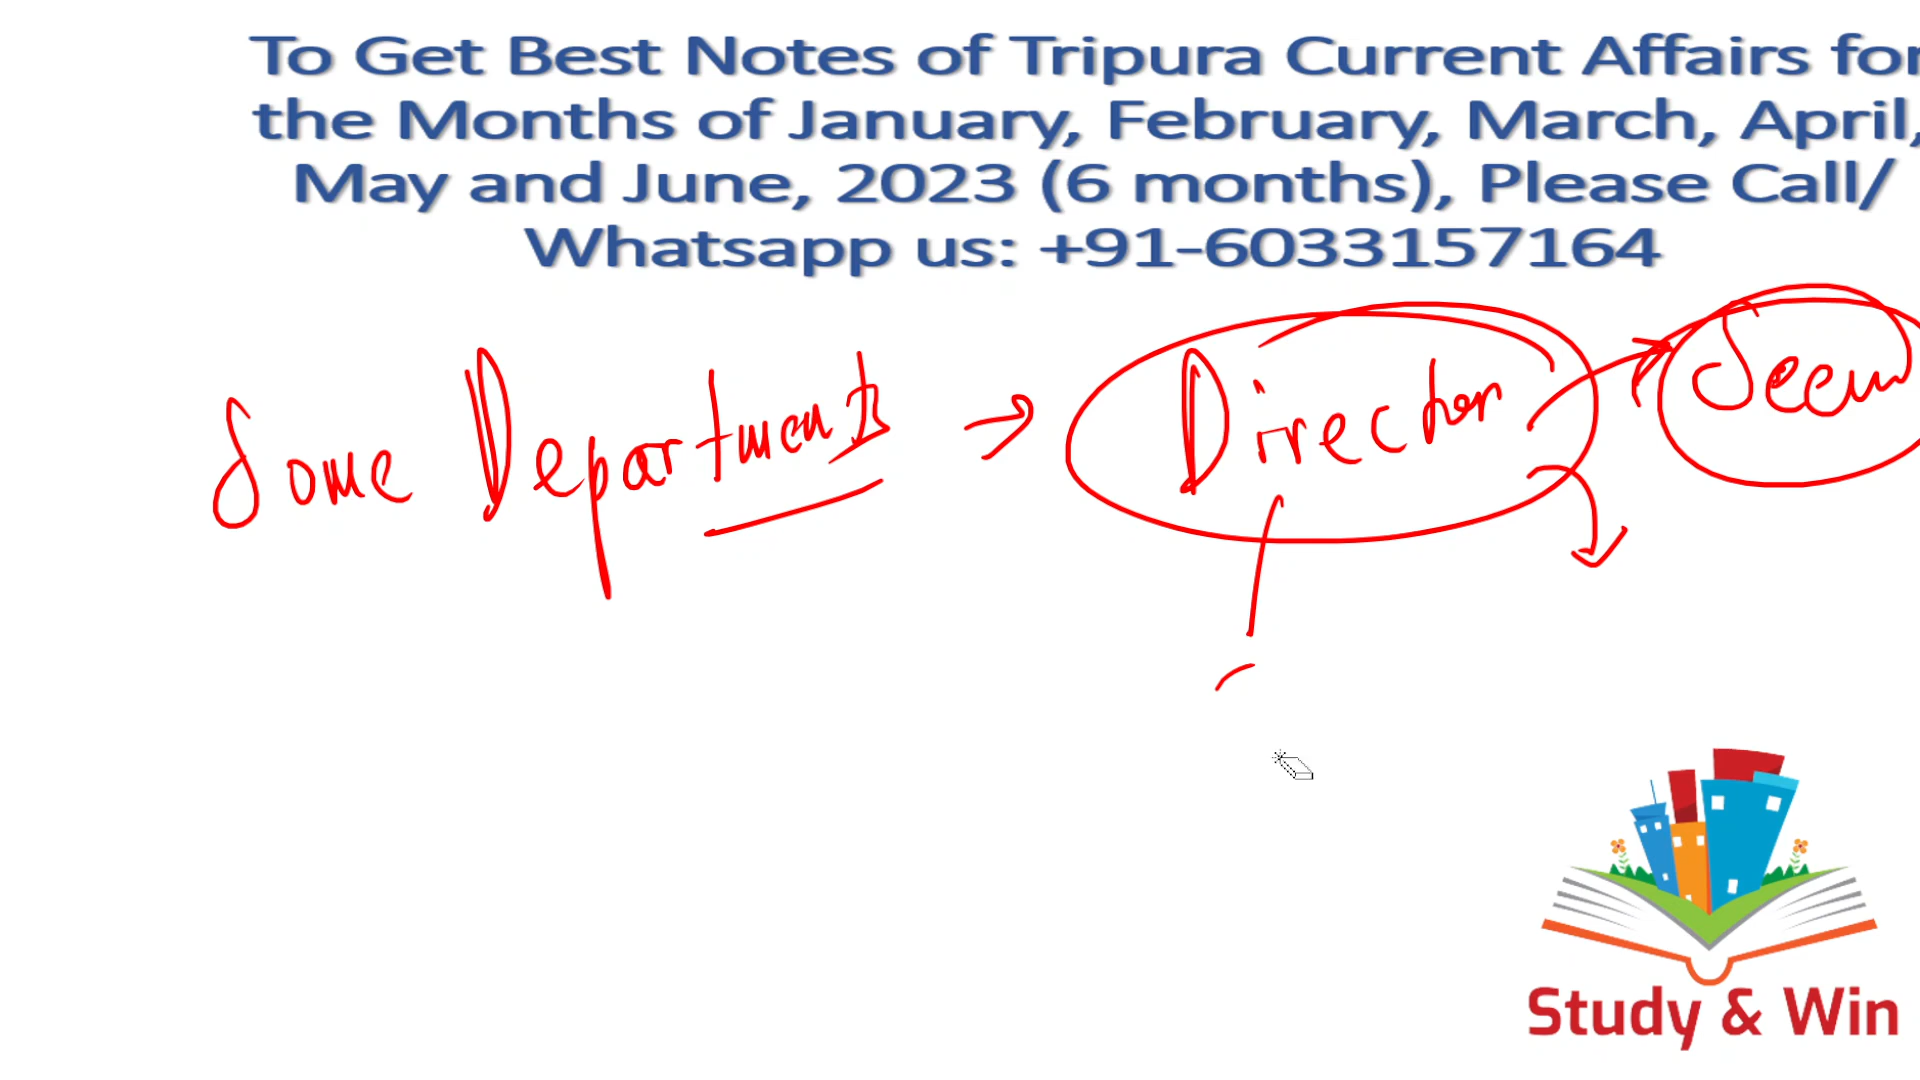 To Get Best Notes of Tripura Current Affairs for
the Months of January, February, March, April,
May and June, 2023 (6 months), Please Call/
Whatsapp us: +91-6033157164
Some Departments → Director
Study & Win